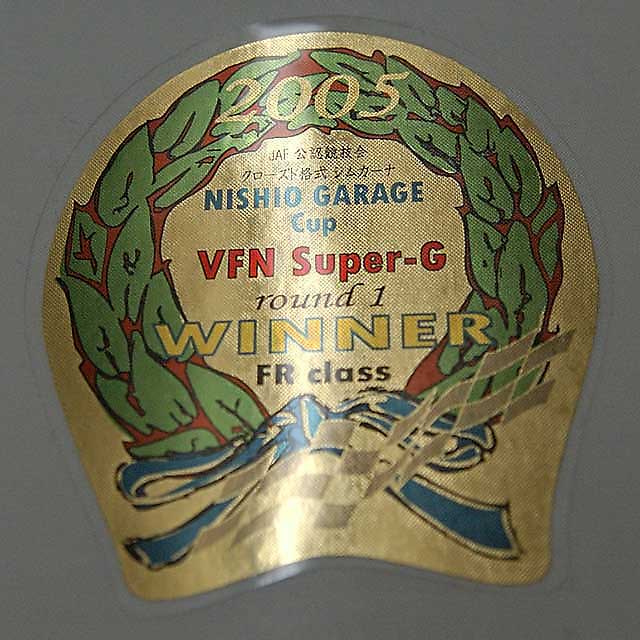 2005
JAF 公認競技会
クローズド格式ジムカーナ
NISHIO GARAGE
Cup
VFN Super-G
round 1
WINNER
FR class